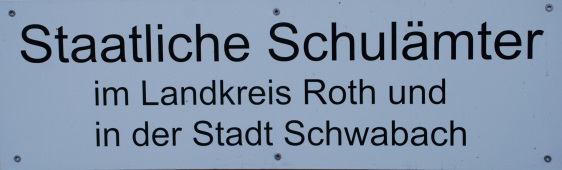 Staatliche Schulämter
im Landkreis Roth und
in der Stadt Schwabach